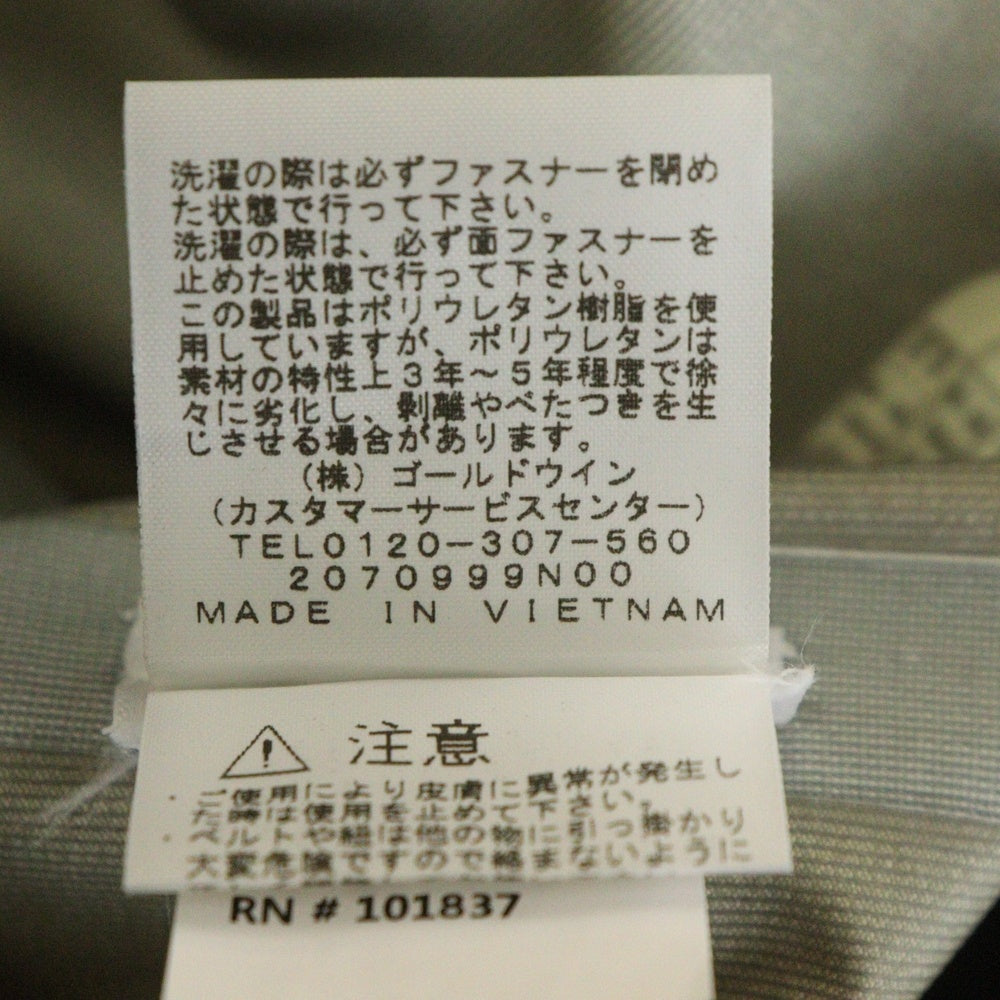 洗濯の際は必ずファスナーを閉め
た状態で行って下さい。
洗濯の際は、必ず面ファスナーを
止めた状態で行って下さい。
この製品はポリウレタン樹脂を使
用していますが、ポリウレタンは
素材の特性上3年～5年程度で徐
々に劣化し、剥離やべたつきを生
じさせる場合があります。
(株)ゴールドウイン
(カスタマーサービスセンター)
TEL0120-307-560
2070999N00
MADE IN VIETNAM
注意
・ご使用により皮膚に異常が発生し
た時は使用を止めて下さい。
・ベルトや紐は他の物に引っ掛かり
大変危険ですので絡まないように
RN # 101837